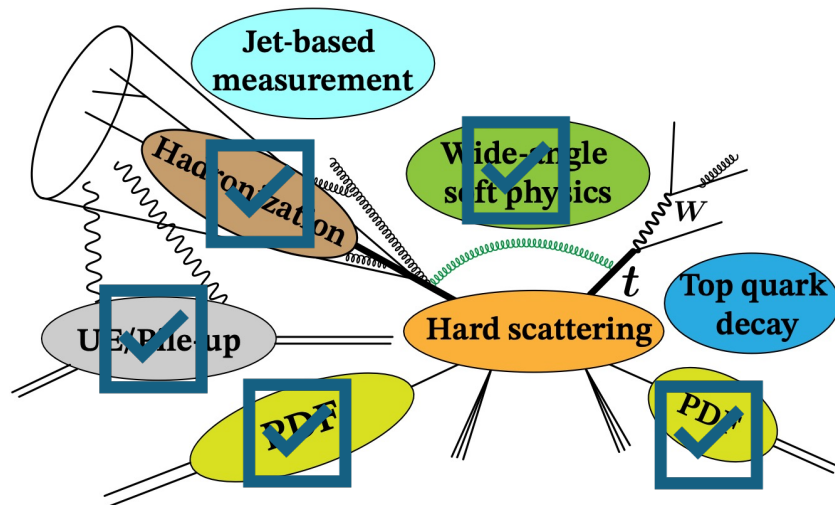 Jet-based
measurement
Hadronization
Wide-angle
soft physics
W
t
Top quark
decay
Hard scattering
UE/Pile-up
PDF
PDF